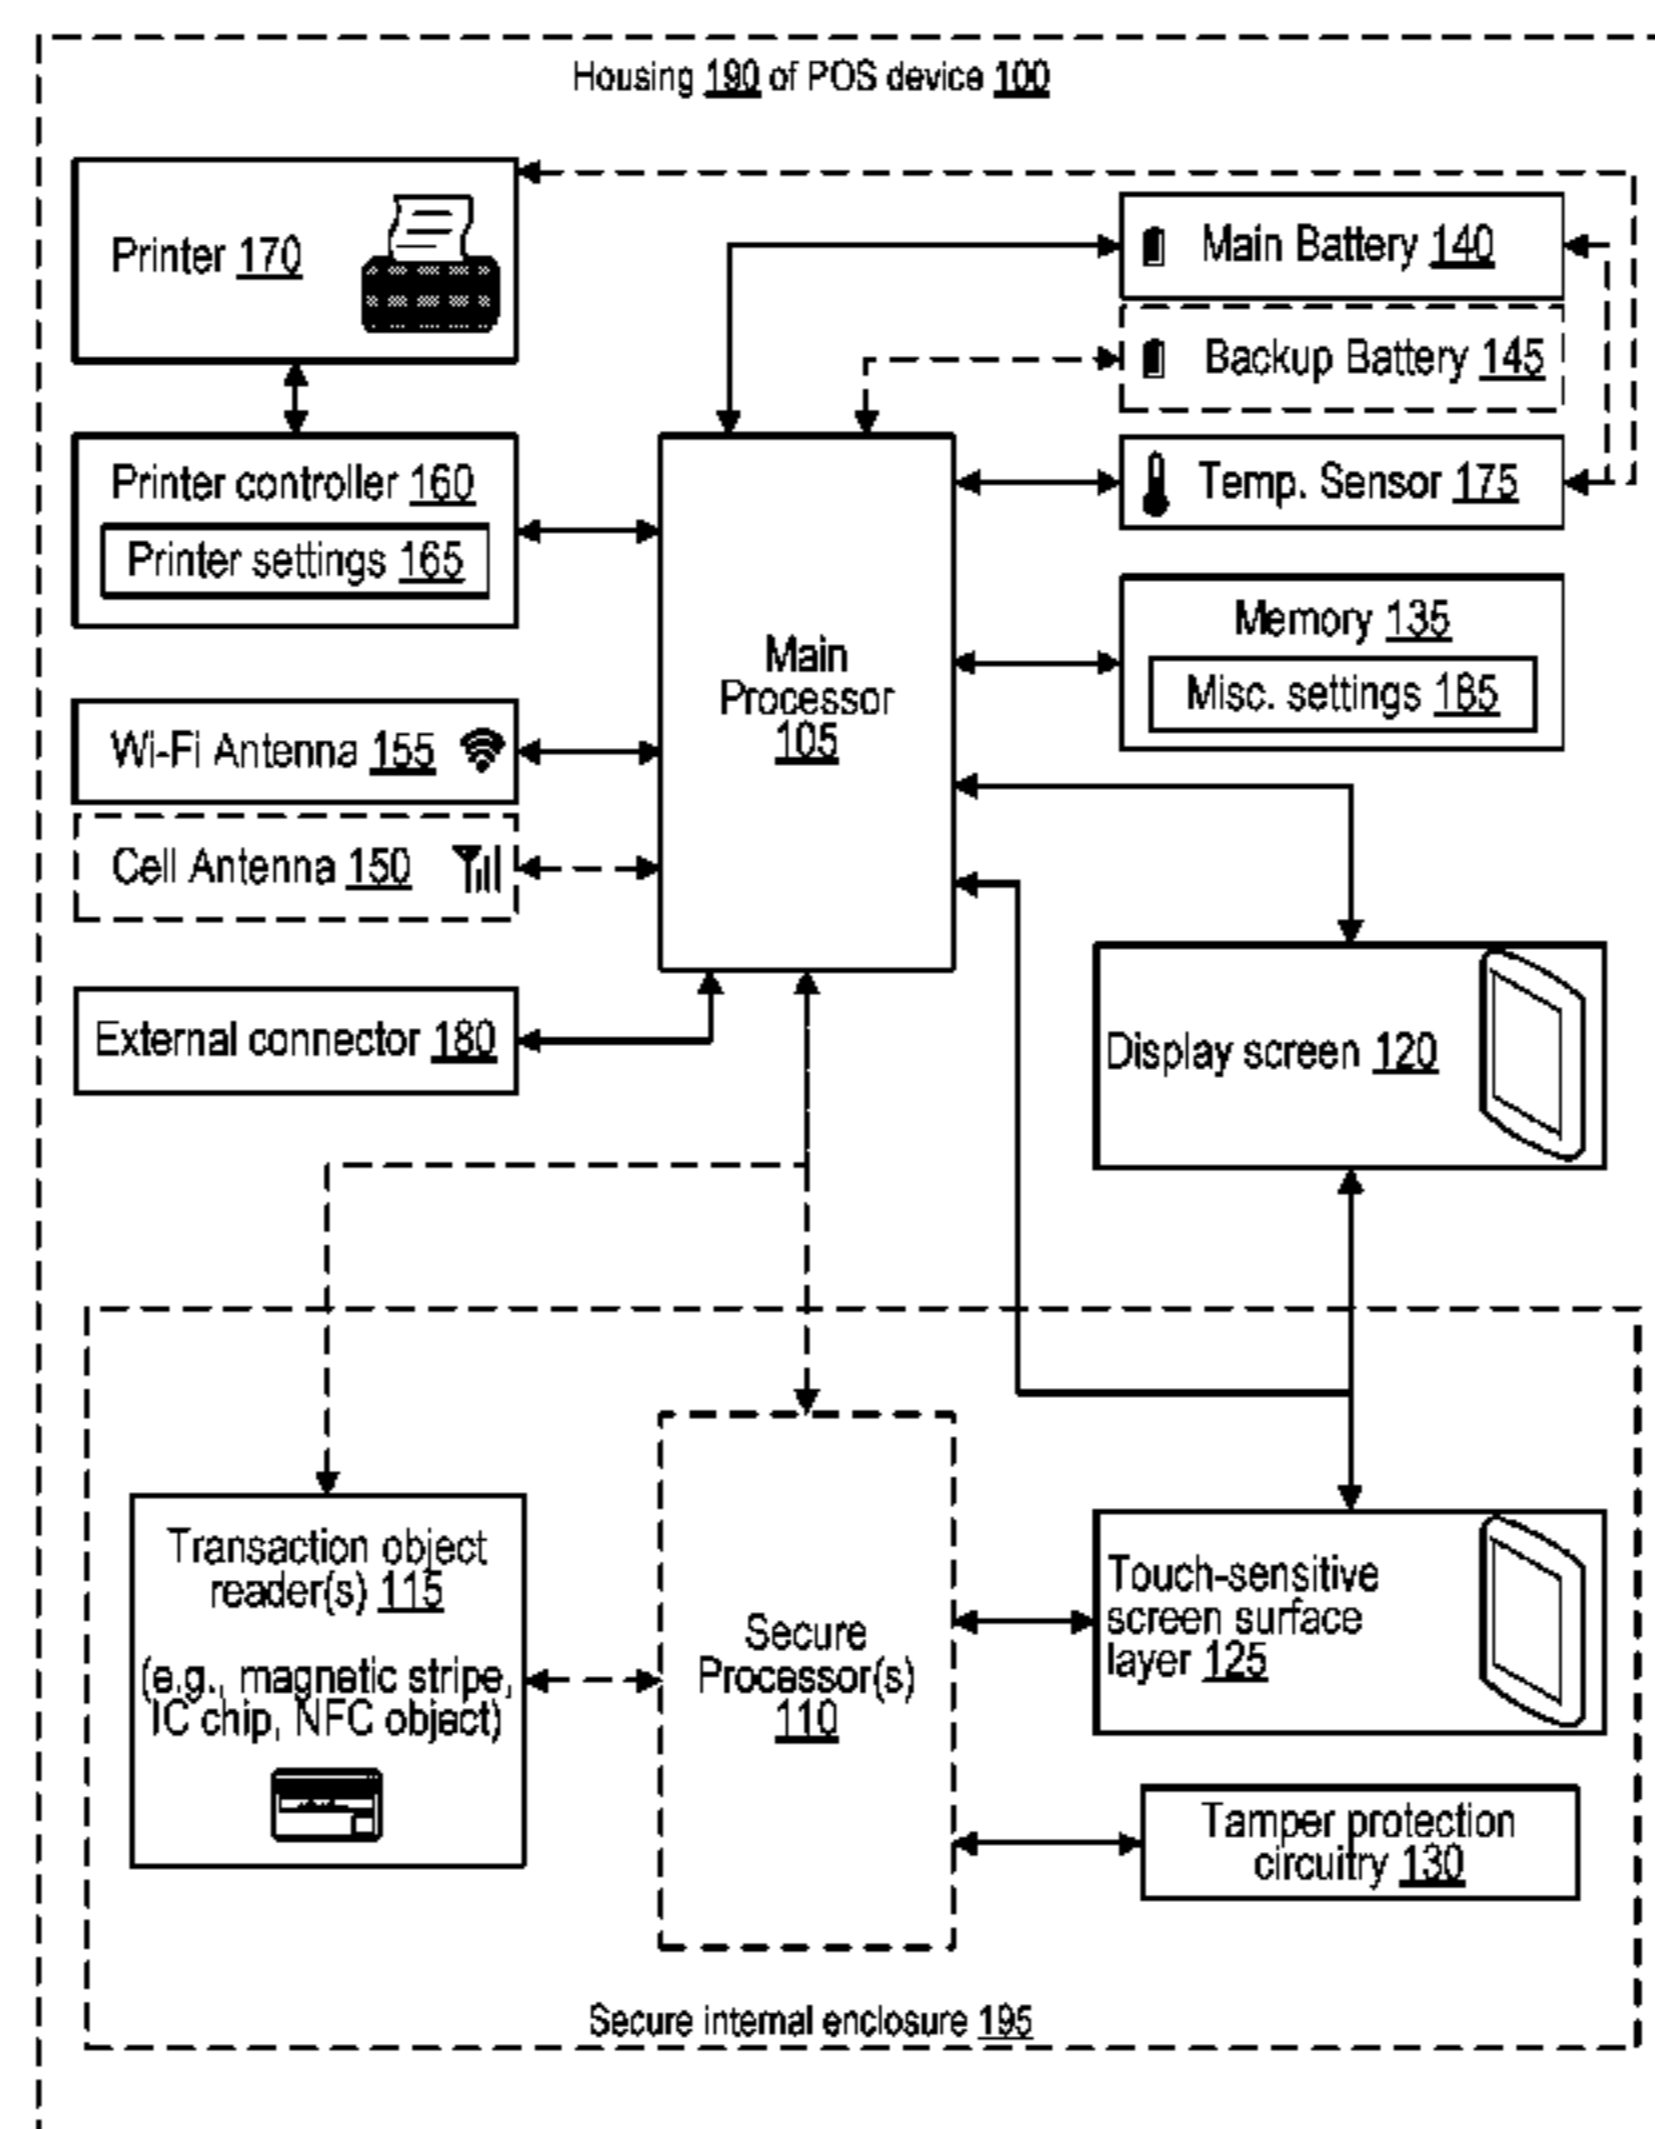 Housing 190 of POS device 100
Printer 170
Main Battery 140
Backup Battery 145
Printer controller 160
Printer settings 165
Temp. Sensor 175
Memory 135
Misc. settings 185
Main
Processor
105
Wi-Fi Antenna 155
Cell Antenna 150
External connector 180
Display screen 120
Transaction object
reader(s) 115
(e.g., magnetic stripe,
IC chip, NFC object)
Secure
Processor(s)
110
Touch-sensitive
screen surface
layer 125
Tamper protection
circuitry 130
Secure internal enclosure 195